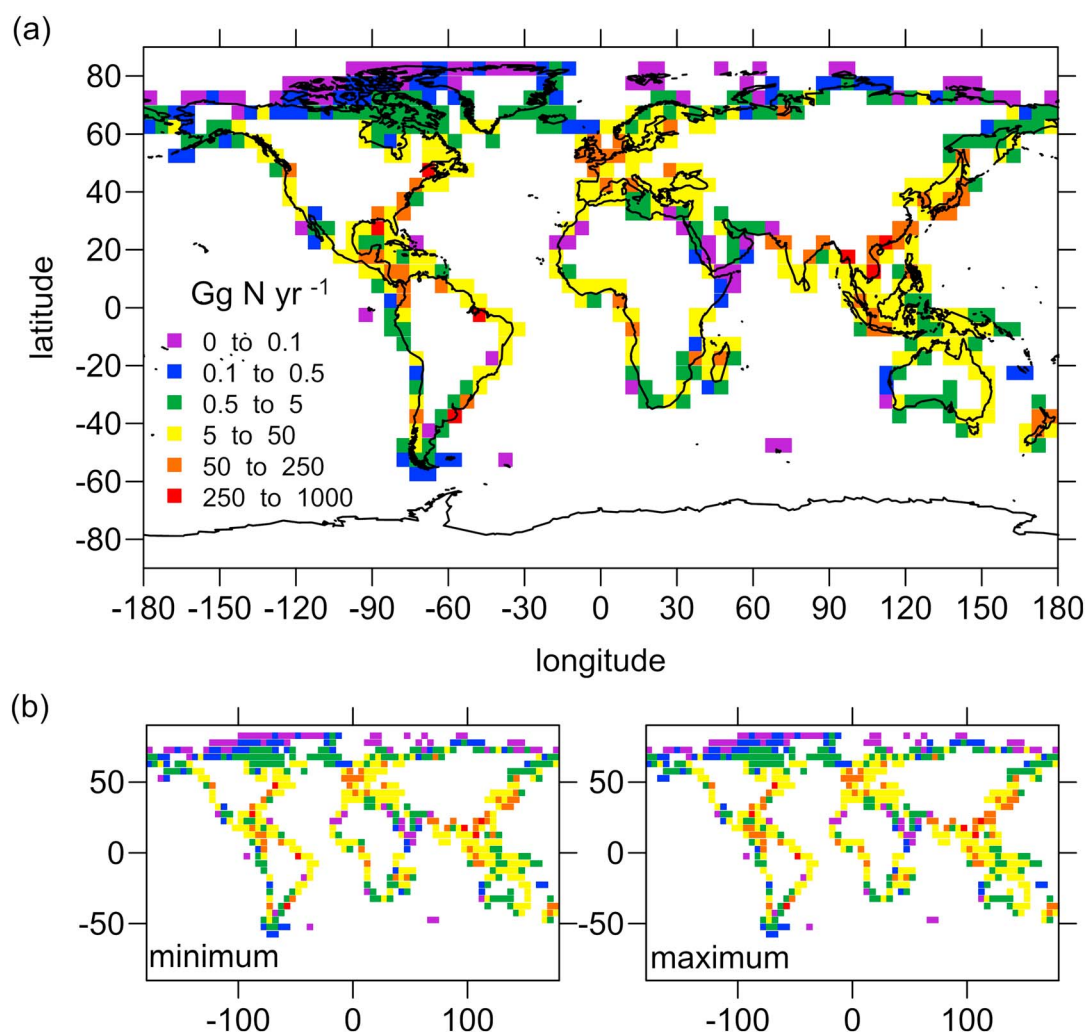 (a)
80
60
40
20
0
-20
-40
-60
-80
latitude
Gg N yr -1
0 to 0.1
0.1 to 0.5
0.5 to 5
5 to 50
50 to 250
250 to 1000
-180 -150 -120 -90 -60 -30 0 30 60 90 120 150 180
longitude
(b)
50
0
-50
minimum
-100 0 100
50
0
-50
maximum
-100 0 100